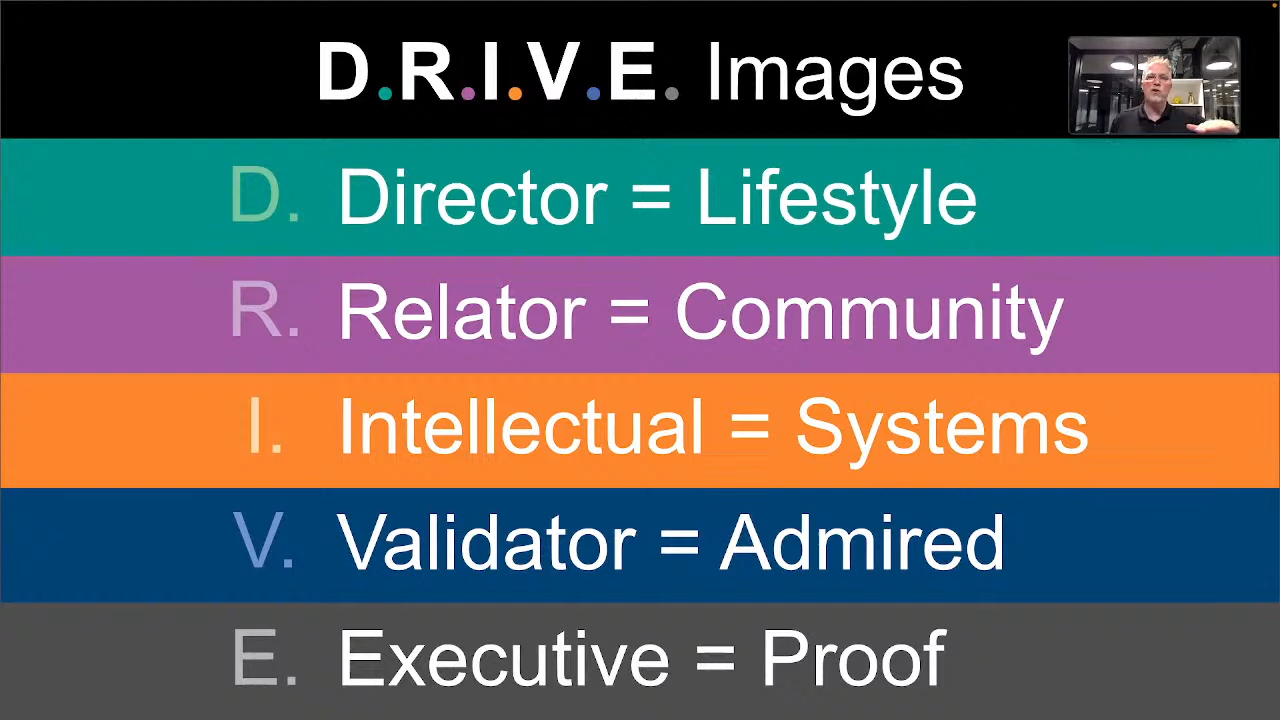 D.R.I.V.E. Images
D. Director = Lifestyle
R. Relator = Community
I. Intellectual = Systems
V. Validator = Admired
E. Executive = Proof